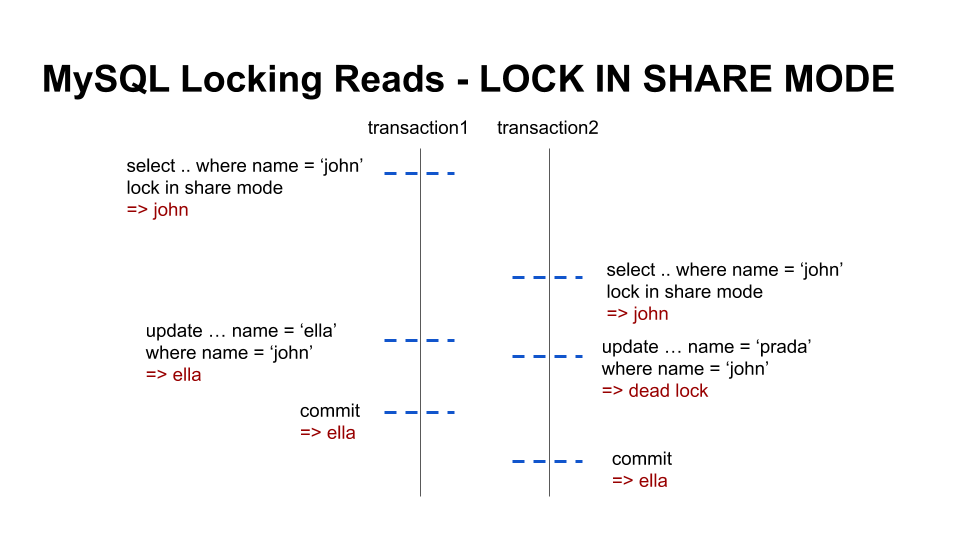 MySQL Locking Reads - LOCK IN SHARE MODE
transaction1
transaction2
select .. where name = ‘john’
lock in share mode
=> john
select .. where name = ‘john’
lock in share mode
=> john
update … name = ‘ella’
where name = ‘john’
=> ella
update … name = ‘prada’
where name = ‘john’
=> dead lock
commit
=> ella
commit
=> ella